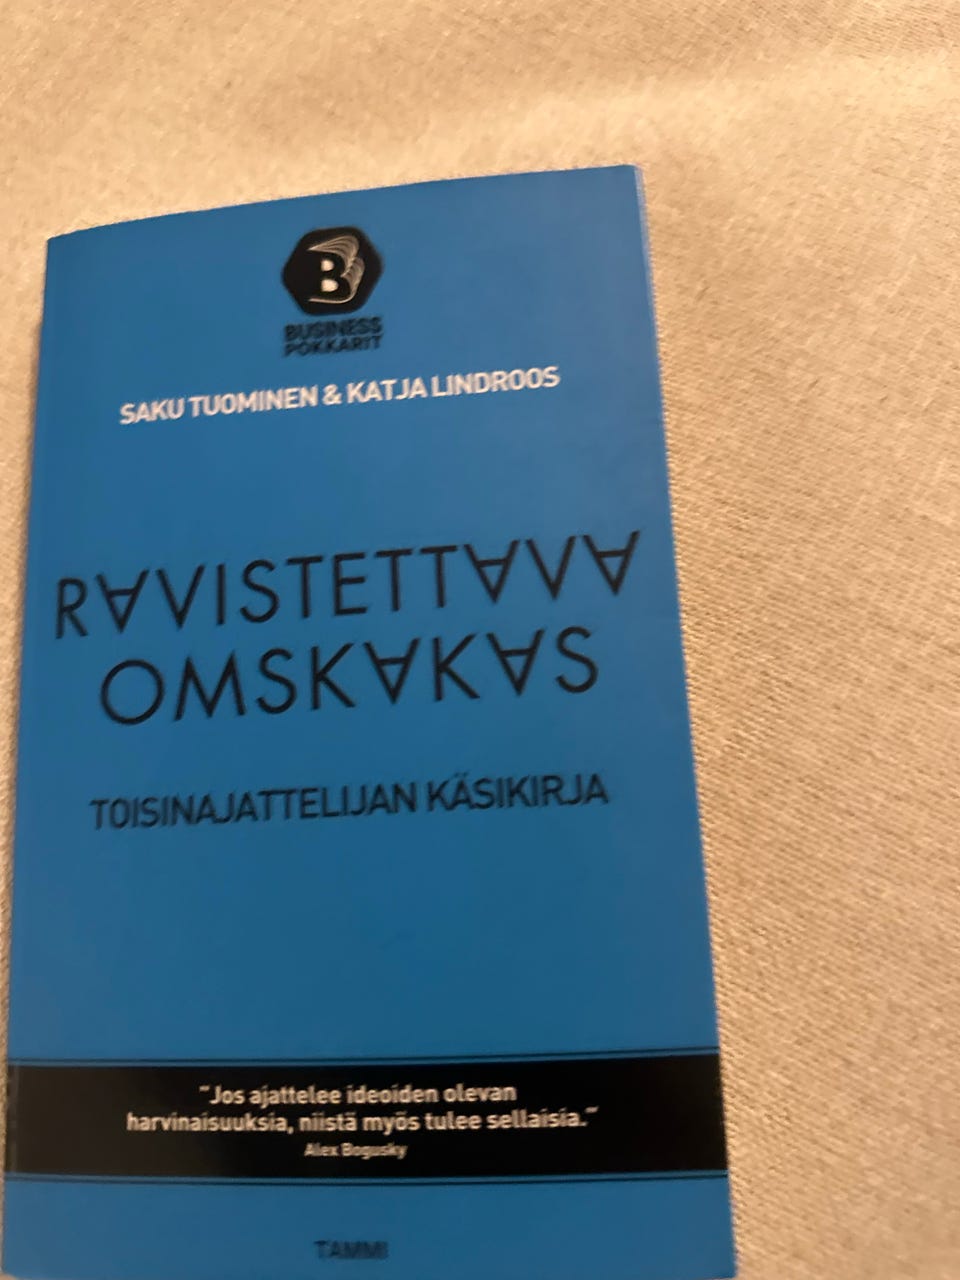 B
BUSINESS
POKKARIT
SAKU TUOMINEN & KATJA LINDROOS
RAVISTETTAVA
OMSKAKAS
TOISINAJATTELIJAN KÄSIKIRJA
"Jos ajattelee ideoiden olevan
harvinaisuuksia, niistä myös tulee sellaisia."
Alex Bogusky
TAMMI